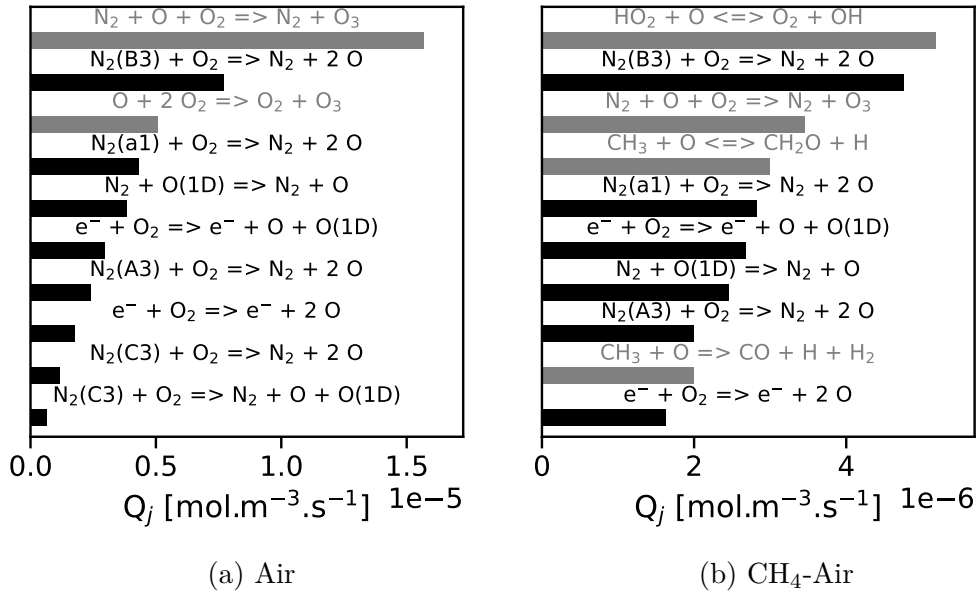 N₂ + O + O₂ => N₂ + O₃
N₂(B3) + O₂ => N₂ + 2 O
O + 2 O₂ => O₂ + O₃
N₂(a1) + O₂ => N₂ + 2 O
N₂ + O(1D) => N₂ + O
e⁻ + O₂ => e⁻ + O + O(1D)
N₂(A3) + O₂ => N₂ + 2 O
e⁻ + O₂ => e⁻ + 2 O
N₂(C3) + O₂ => N₂ + 2 O
N₂(C3) + O₂ => N₂ + O + O(1D)
0.0 0.5 1.0 1.5
Qⱼ [mol.m⁻³.s⁻¹] 1e−5
(a) Air
HO₂ + O <=> O₂ + OH
N₂(B3) + O₂ => N₂ + 2 O
N₂ + O + O₂ => N₂ + O₃
CH₃ + O <=> CH₂O + H
N₂(a1) + O₂ => N₂ + 2 O
e⁻ + O₂ => e⁻ + O + O(1D)
N₂ + O(1D) => N₂ + O
N₂(A3) + O₂ => N₂ + 2 O
CH₃ + O => CO + H + H₂
e⁻ + O₂ => e⁻ + 2 O
0 2 4
Qⱼ [mol.m⁻³.s⁻¹] 1e−6
(b) CH₄-Air